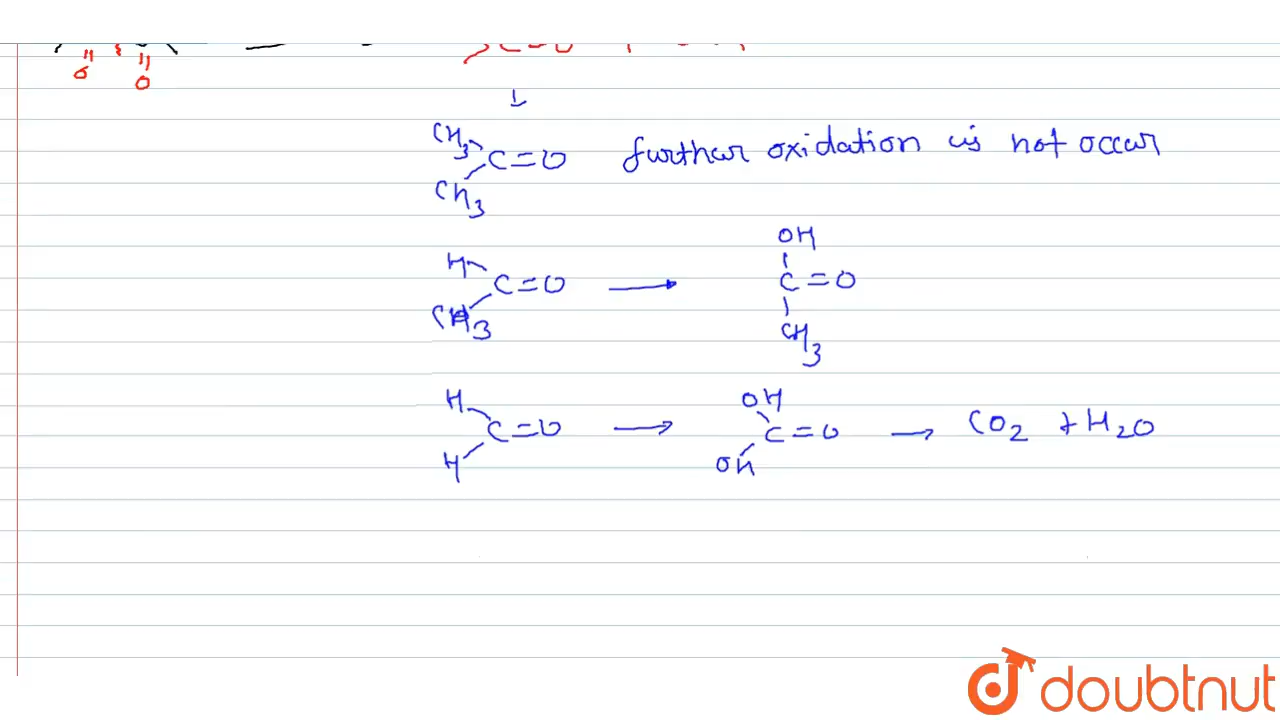 O O
CH3 C=O further oxidation is not occur
CH3
OH
H C=O → C=O
CH3 CH3
H OH
C=O → C=O → CO2 + H2O
H OH
doubtnut